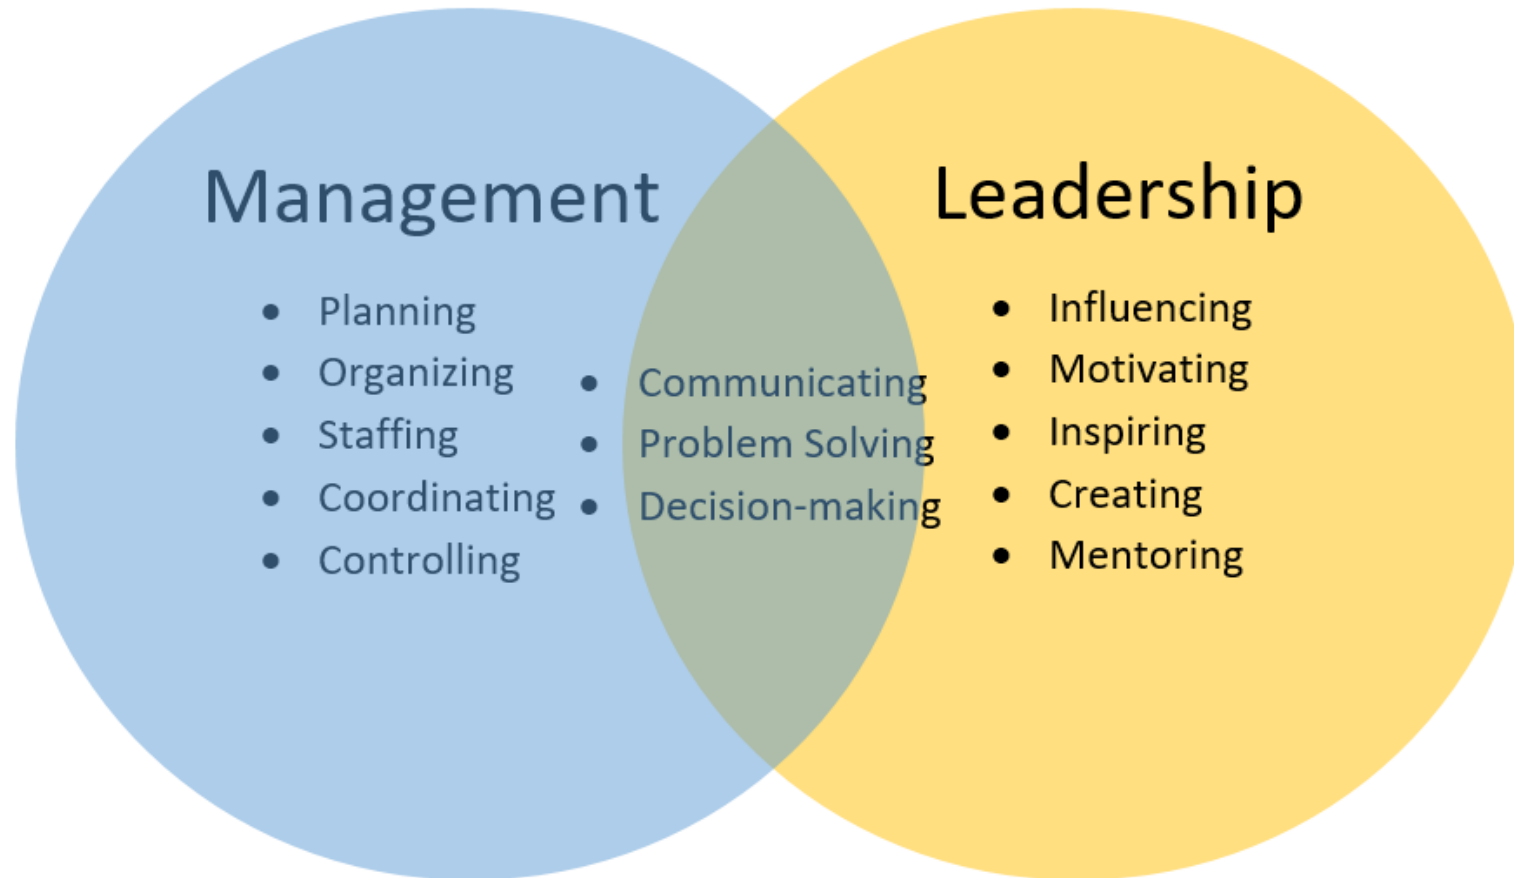 Management
• Planning
• Organizing
• Staffing
• Coordinating
• Controlling
• Communicating
• Problem Solving
• Decision-making
Leadership
• Influencing
• Motivating
• Inspiring
• Creating
• Mentoring